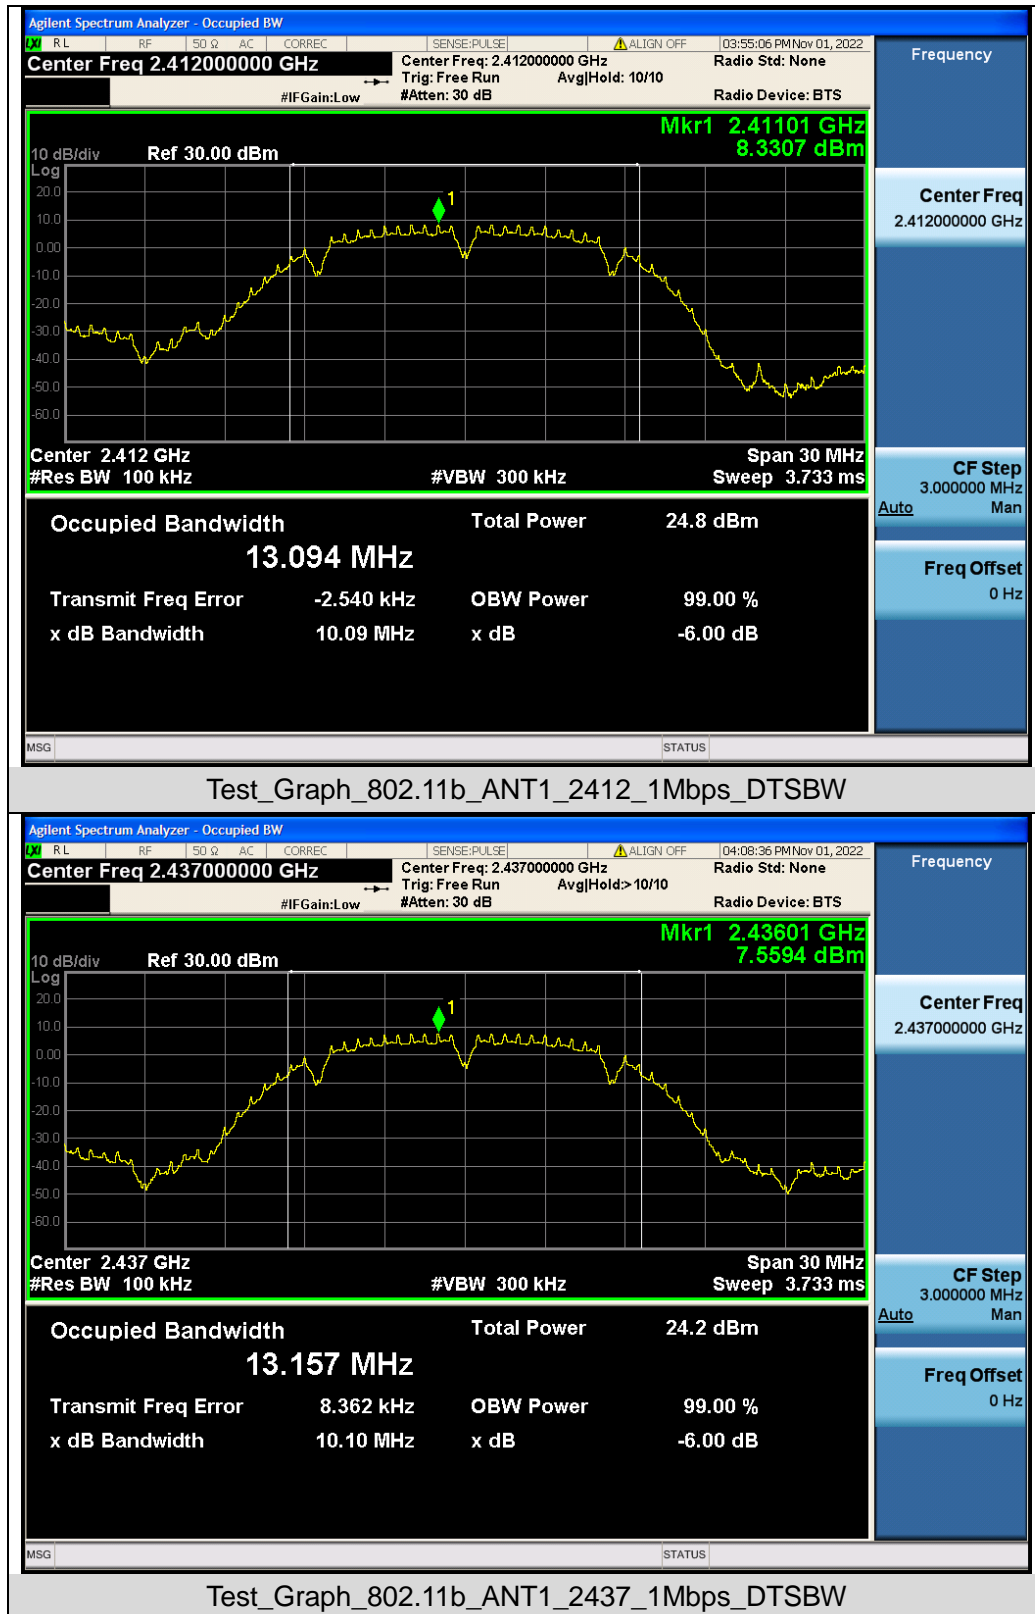 Agilent Spectrum Analyzer - Occupied BW
LXI RL RF 50 Ω AC CORREC SENSE:PULSE ALIGN OFF 03:55:06 PM Nov 01, 2022
Center Freq 2.412000000 GHz
Center Freq: 2.412000000 GHz
Radio Std: None
Trig: Free Run Avg|Hold: 10/10
#IFGain:Low
#Atten: 30 dB
Radio Device: BTS
Frequency
Mkr1 2.41101 GHz
8.3307 dBm
10 dB/div Ref 30.00 dBm
Log
20.0
10.0
0.00
-10.0
-20.0
-30.0
-40.0
-50.0
-60.0
1
Center 2.412 GHz
Span 30 MHz
#Res BW 100 kHz
#VBW 300 kHz
Sweep 3.733 ms
Center Freq
2.412000000 GHz
CF Step
3.000000 MHz
Auto Man
Freq Offset
0 Hz
Occupied Bandwidth
13.094 MHz
Total Power 24.8 dBm
Transmit Freq Error -2.540 kHz OBW Power 99.00 %
x dB Bandwidth 10.09 MHz x dB -6.00 dB
MSG STATUS
Test_Graph_802.11b_ANT1_2412_1Mbps_DTSBW
Agilent Spectrum Analyzer - Occupied BW
LXI RL RF 50 Ω AC CORREC SENSE:PULSE ALIGN OFF 04:08:36 PM Nov 01, 2022
Center Freq 2.437000000 GHz
Center Freq: 2.437000000 GHz
Radio Std: None
Trig: Free Run Avg|Hold:>10/10
#IFGain:Low
#Atten: 30 dB
Radio Device: BTS
Frequency
Mkr1 2.43601 GHz
7.5594 dBm
10 dB/div Ref 30.00 dBm
Log
20.0
10.0
0.00
-10.0
-20.0
-30.0
-40.0
-50.0
-60.0
1
Center 2.437 GHz
Span 30 MHz
#Res BW 100 kHz
#VBW 300 kHz
Sweep 3.733 ms
Center Freq
2.437000000 GHz
CF Step
3.000000 MHz
Auto Man
Freq Offset
0 Hz
Occupied Bandwidth
13.157 MHz
Total Power 24.2 dBm
Transmit Freq Error 8.362 kHz OBW Power 99.00 %
x dB Bandwidth 10.10 MHz x dB -6.00 dB
MSG STATUS
Test_Graph_802.11b_ANT1_2437_1Mbps_DTSBW